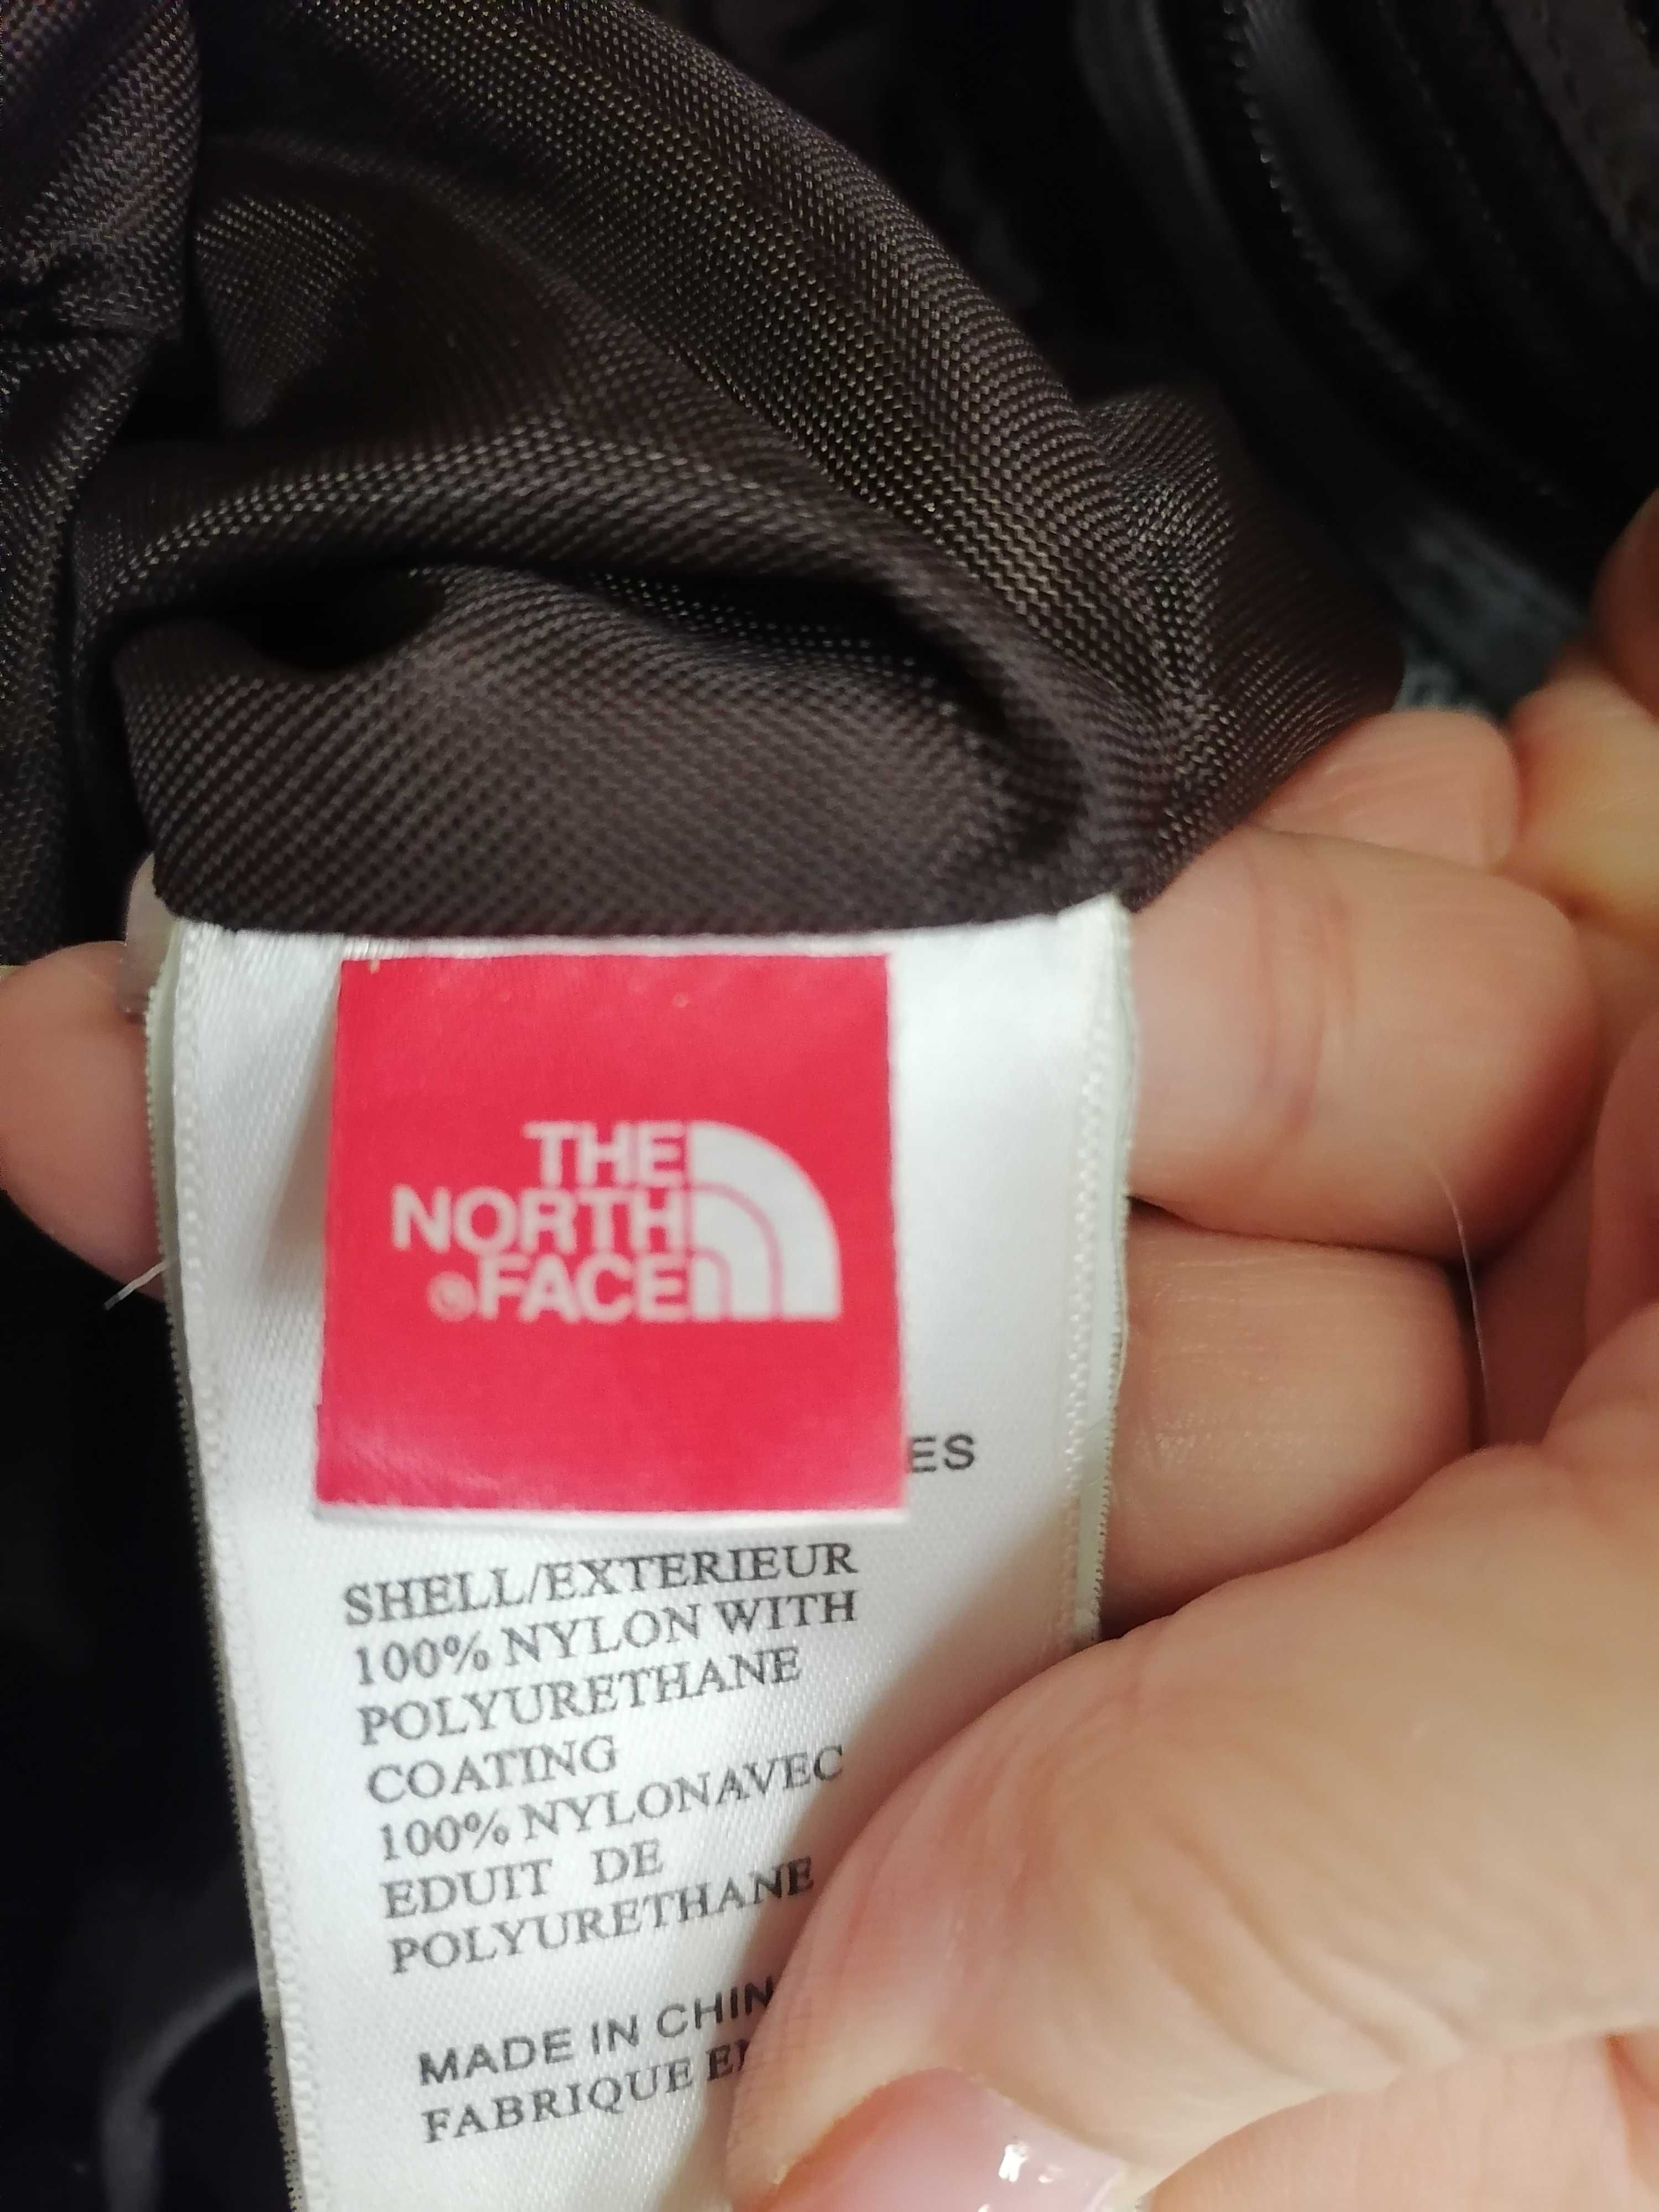 THE
NORTH
®FACE
ES
SHELL/EXTERIEUR
100% NYLON WITH
POLYURETHANE
COATING
100% NYLONAVEC
EDUIT DE
POLYURETHANE
MADE IN CHIN
FABRIQUE EN